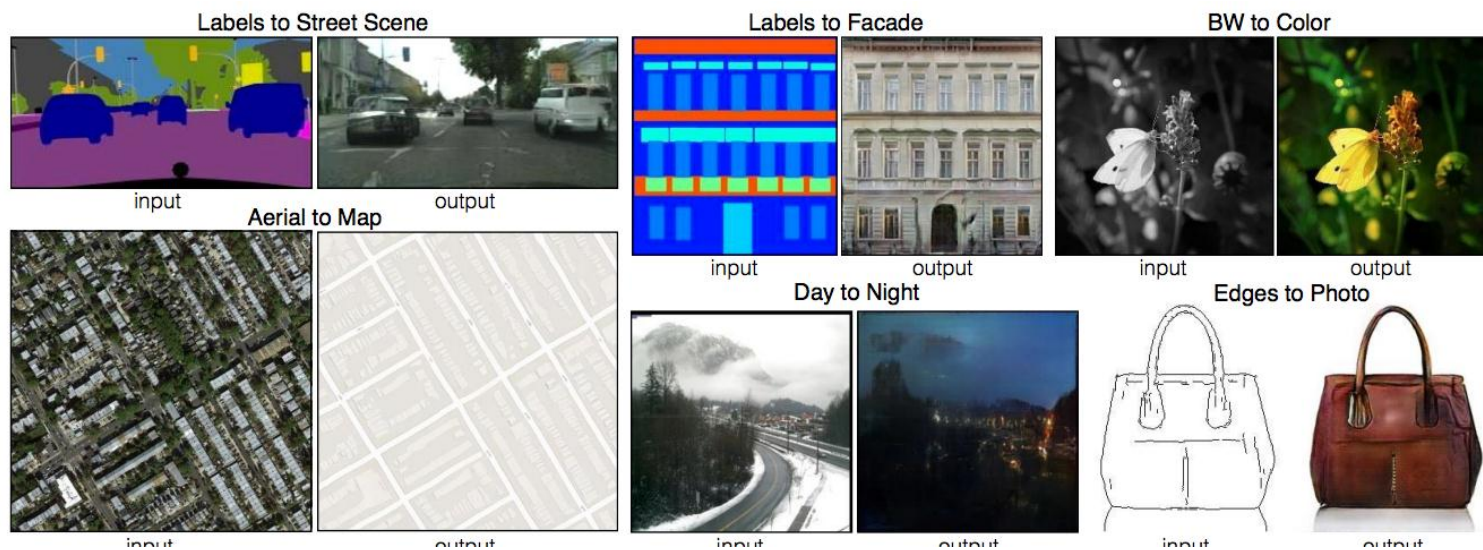 Labels to Street Scene
input
output
Aerial to Map
input
output
Labels to Facade
input
output
BW to Color
input
output
Day to Night
input
output
Edges to Photo
input
output